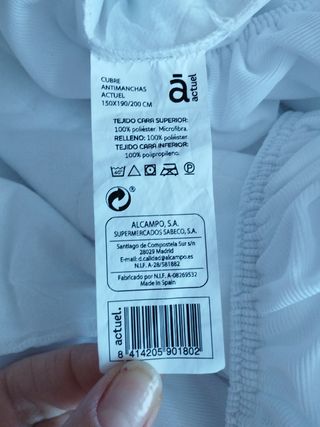 CUBRE
ANTIMANCHAS
ACTUEL
150X190/200 CM
a
actuel
TEJIDO CARA SUPERIOR:
100% poliéster. Microfibra.
RELLENO: 100% poliéster.
TEJIDO CARA INFERIOR:
100% polipropileno.
ALCAMPO, S.A.
SUPERMERCADOS SABECO, S.A.
Santiago de Compostela Sur s/n
28029 Madrid
E-mail: d.calidad@alcampo.es
N.I.F. A-28/581882
Fabricado por N.I.F. A-08269532
Made in Spain
actuel.
8 414205 901802